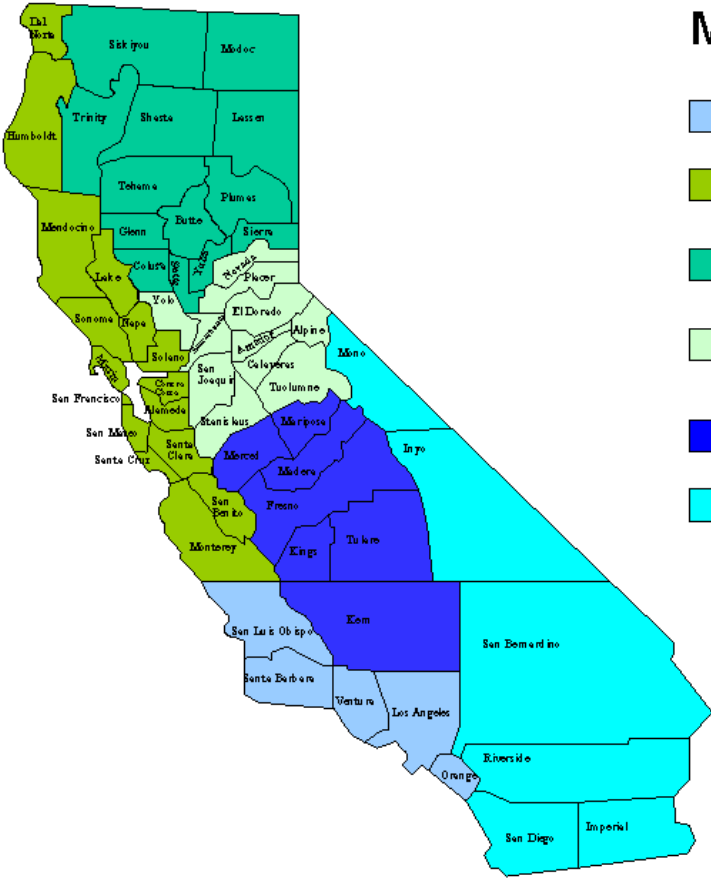 M
Del
Norte
Siskiyou
Modoc
Humboldt
Trinity
Shasta
Lassen
Tehama
Plumas
Mendocino
Glenn
Butte
Sierra
Lake
Colusa
Sutter
Yuba
Nevada
Placer
Yolo
El Dorado
Sonoma
Napa
Sacramento
Alpine
Amador
Solano
Mono
Marin
San
Joaquin
Calaveras
Contra
Costa
Tuolumne
San Francisco
Alameda
Stanislaus
Mariposa
San Mateo
Santa
Clara
Inyo
Santa Cruz
Merced
Madera
San
Benito
Fresno
Monterey
Kings
Tulare
San Luis Obispo
Kern
San Bernardino
Santa Barbara
Ventura
Los Angeles
Riverside
Orange
San Diego
Imperial